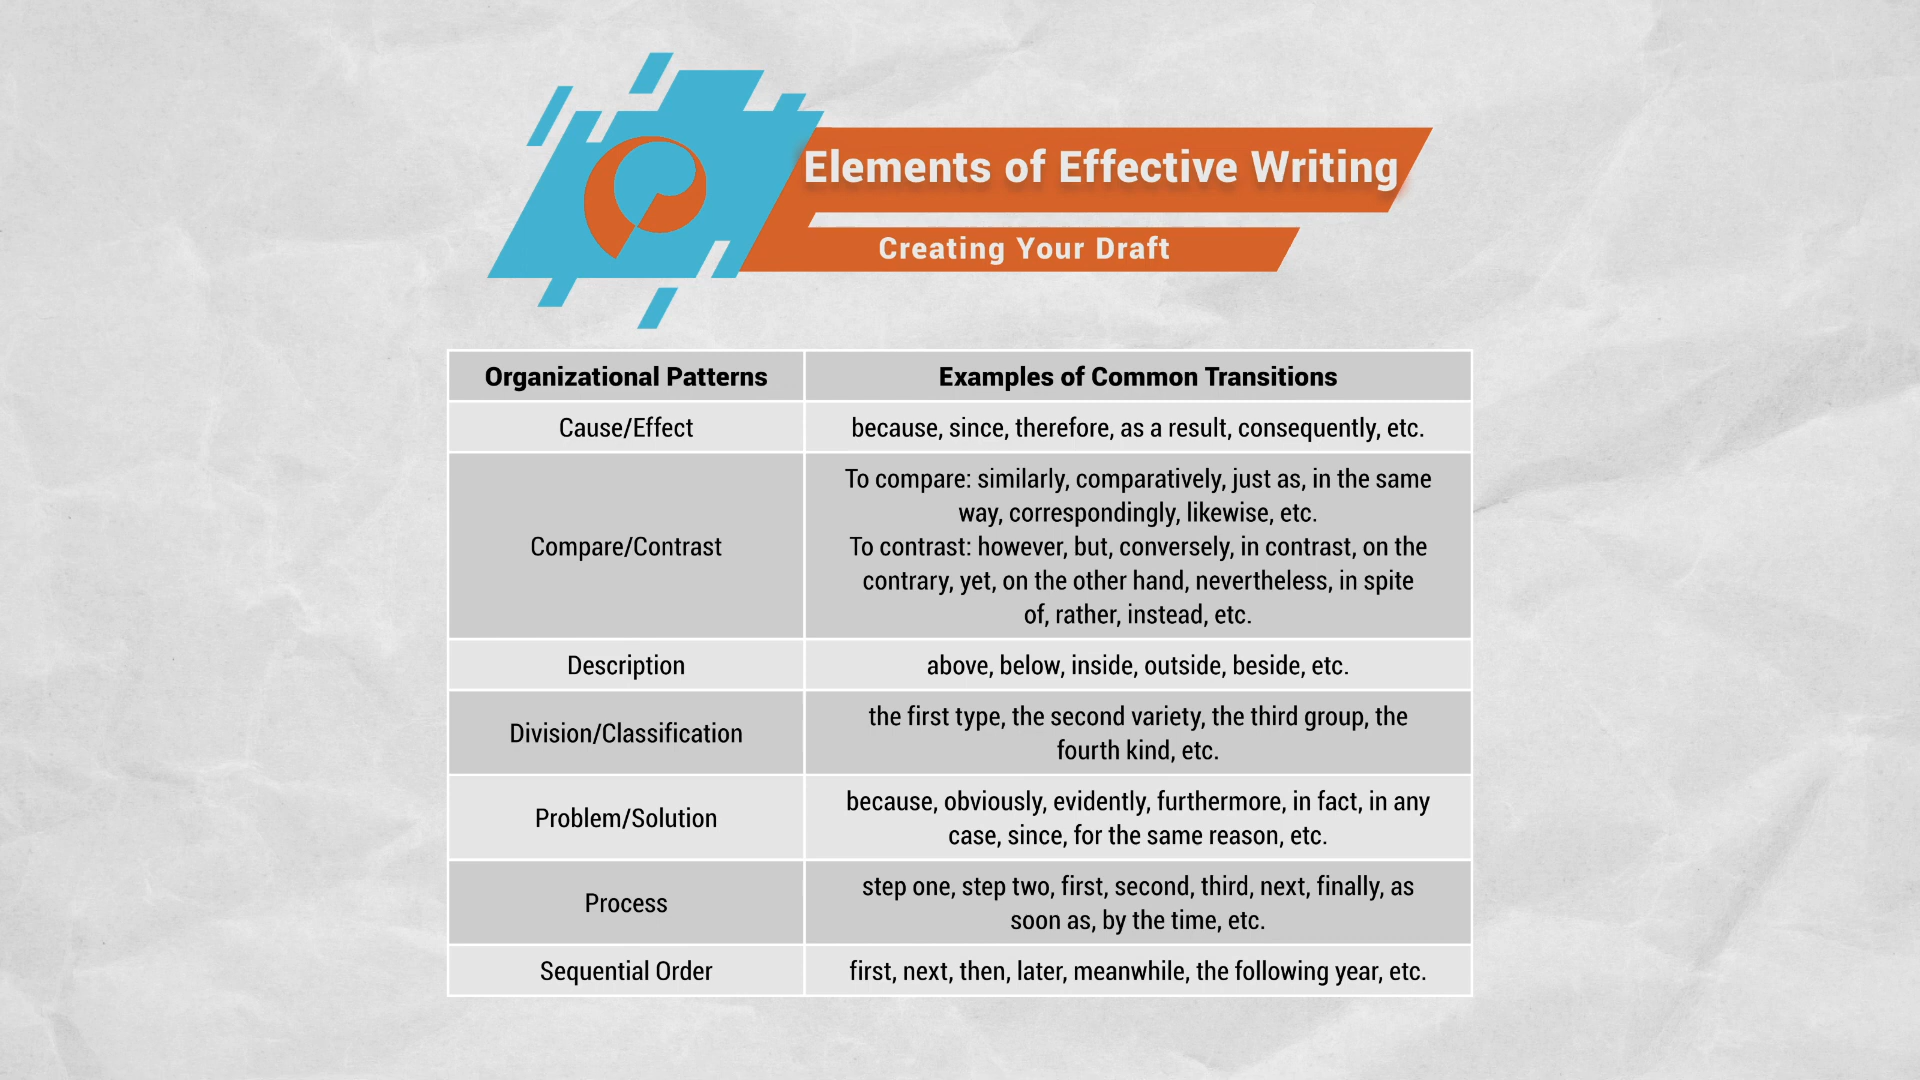 Elements of Effective Writing
Creating Your Draft
Organizational Patterns
Examples of Common Transitions
Cause/Effect
because, since, therefore, as a result, consequently, etc.
Compare/Contrast
To compare: similarly, comparatively, just as, in the same
way, correspondingly, likewise, etc.
To contrast: however, but, conversely, in contrast, on the
contrary, yet, on the other hand, nevertheless, in spite
of, rather, instead, etc.
Description
above, below, inside, outside, beside, etc.
Division/Classification
the first type, the second variety, the third group, the
fourth kind, etc.
Problem/Solution
because, obviously, evidently, furthermore, in fact, in any
case, since, for the same reason, etc.
Process
step one, step two, first, second, third, next, finally, as
soon as, by the time, etc.
Sequential Order
first, next, then, later, meanwhile, the following year, etc.